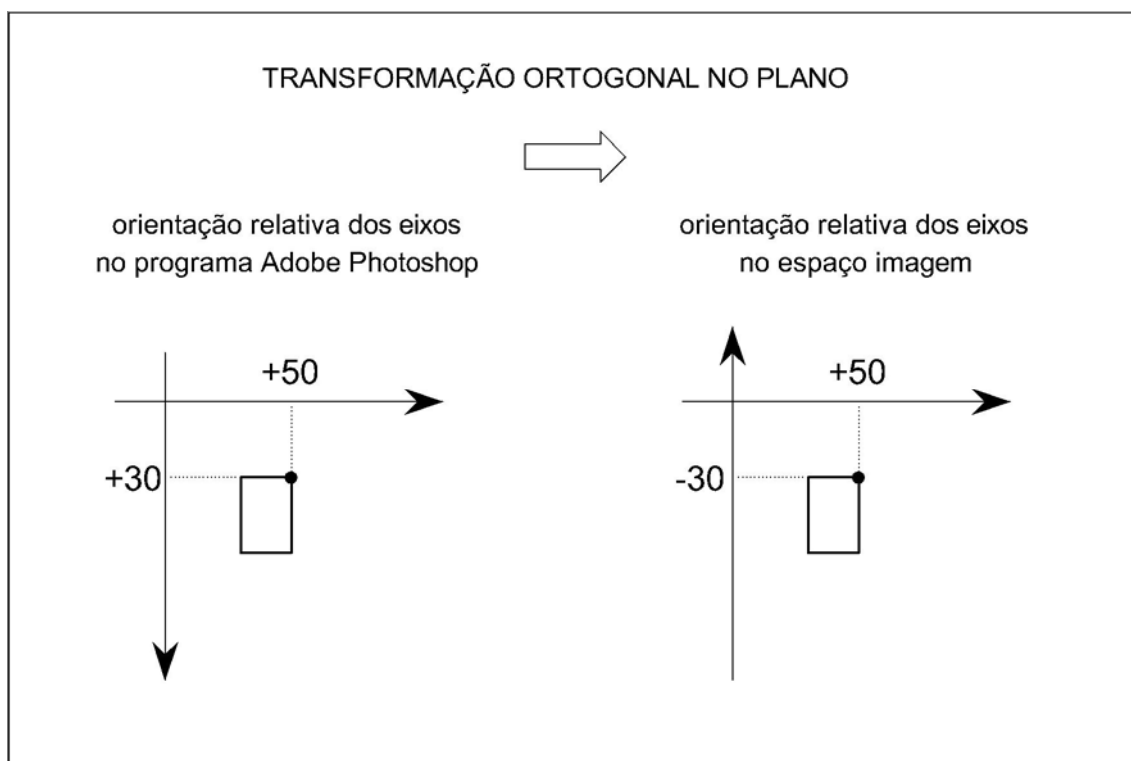 TRANSFORMAÇÃO ORTOGONAL NO PLANO
orientação relativa dos eixos
no programa Adobe Photoshop
orientação relativa dos eixos
no espaço imagem
+50
+30
+50
-30